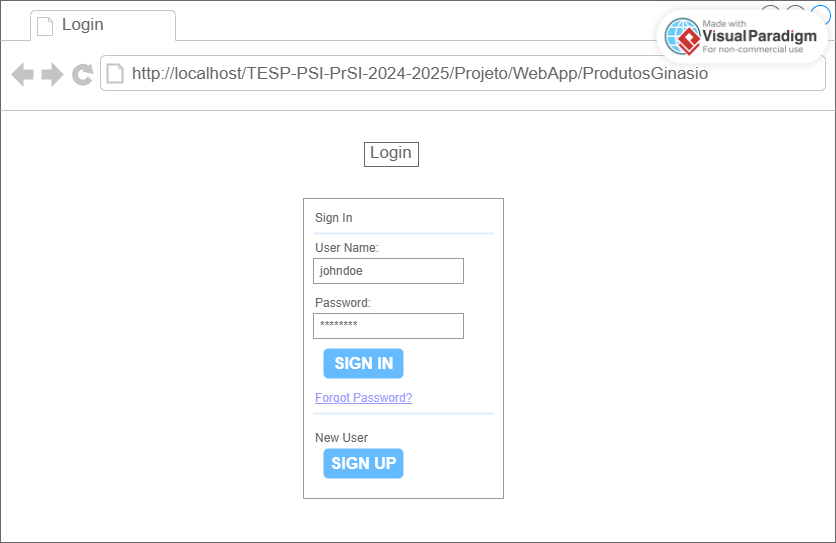 Login
Made with
Visual Paradigm
For non-commercial use
http://localhost/TESP-PSI-PrSI-2024-2025/Projeto/WebApp/ProdutosGinasio
Login
Sign In
User Name:
johndoe
Password:
********
SIGN IN
Forgot Password?
New User
SIGN UP